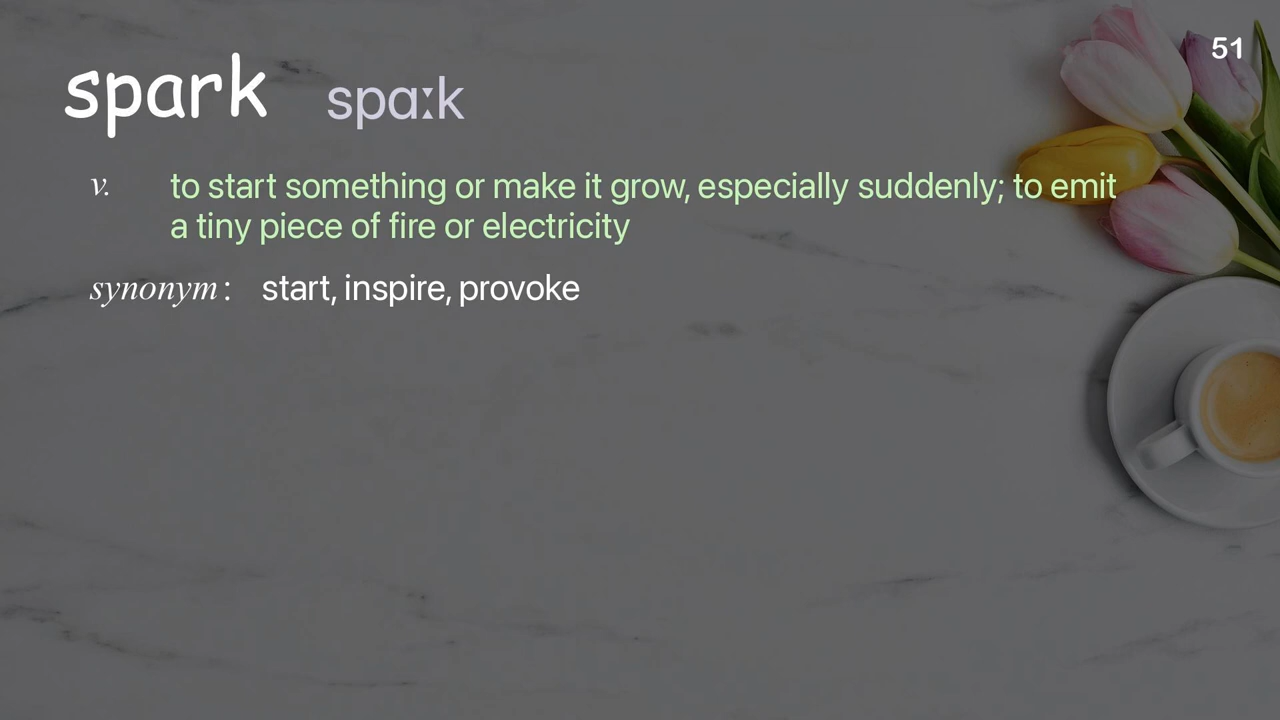 51
spark spɑːk
v. to start something or make it grow, especially suddenly; to emit
a tiny piece of fire or electricity
synonym : start, inspire, provoke